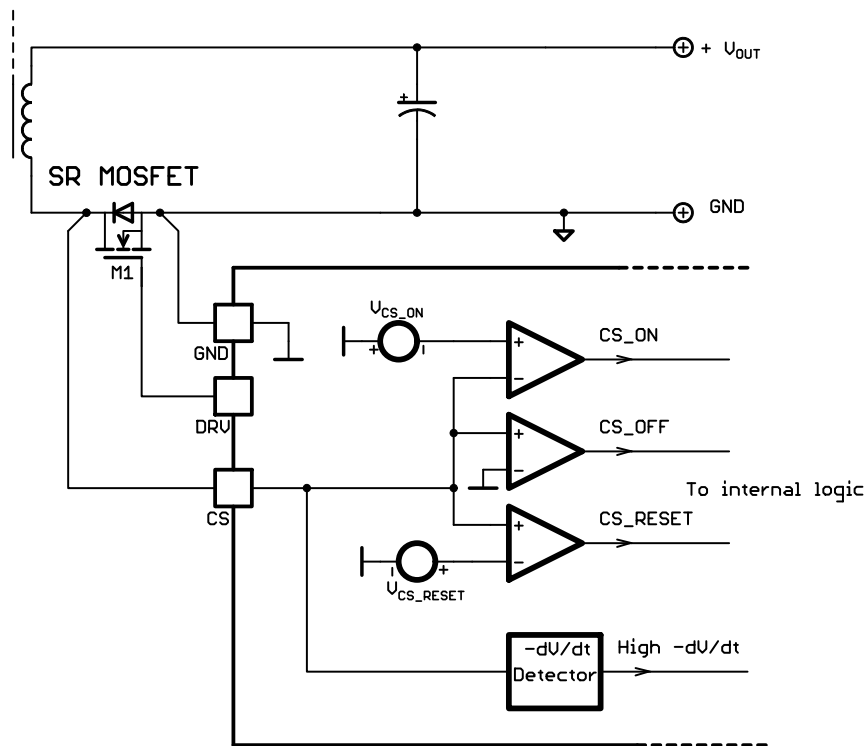 + VOUT
SR MOSFET
GND
M1
VCS_ON
CS_ON
GND
DRV
CS_OFF
To internal logic
CS
CS_RESET
VCS_RESET
-dV/dt
Detector
High -dV/dt